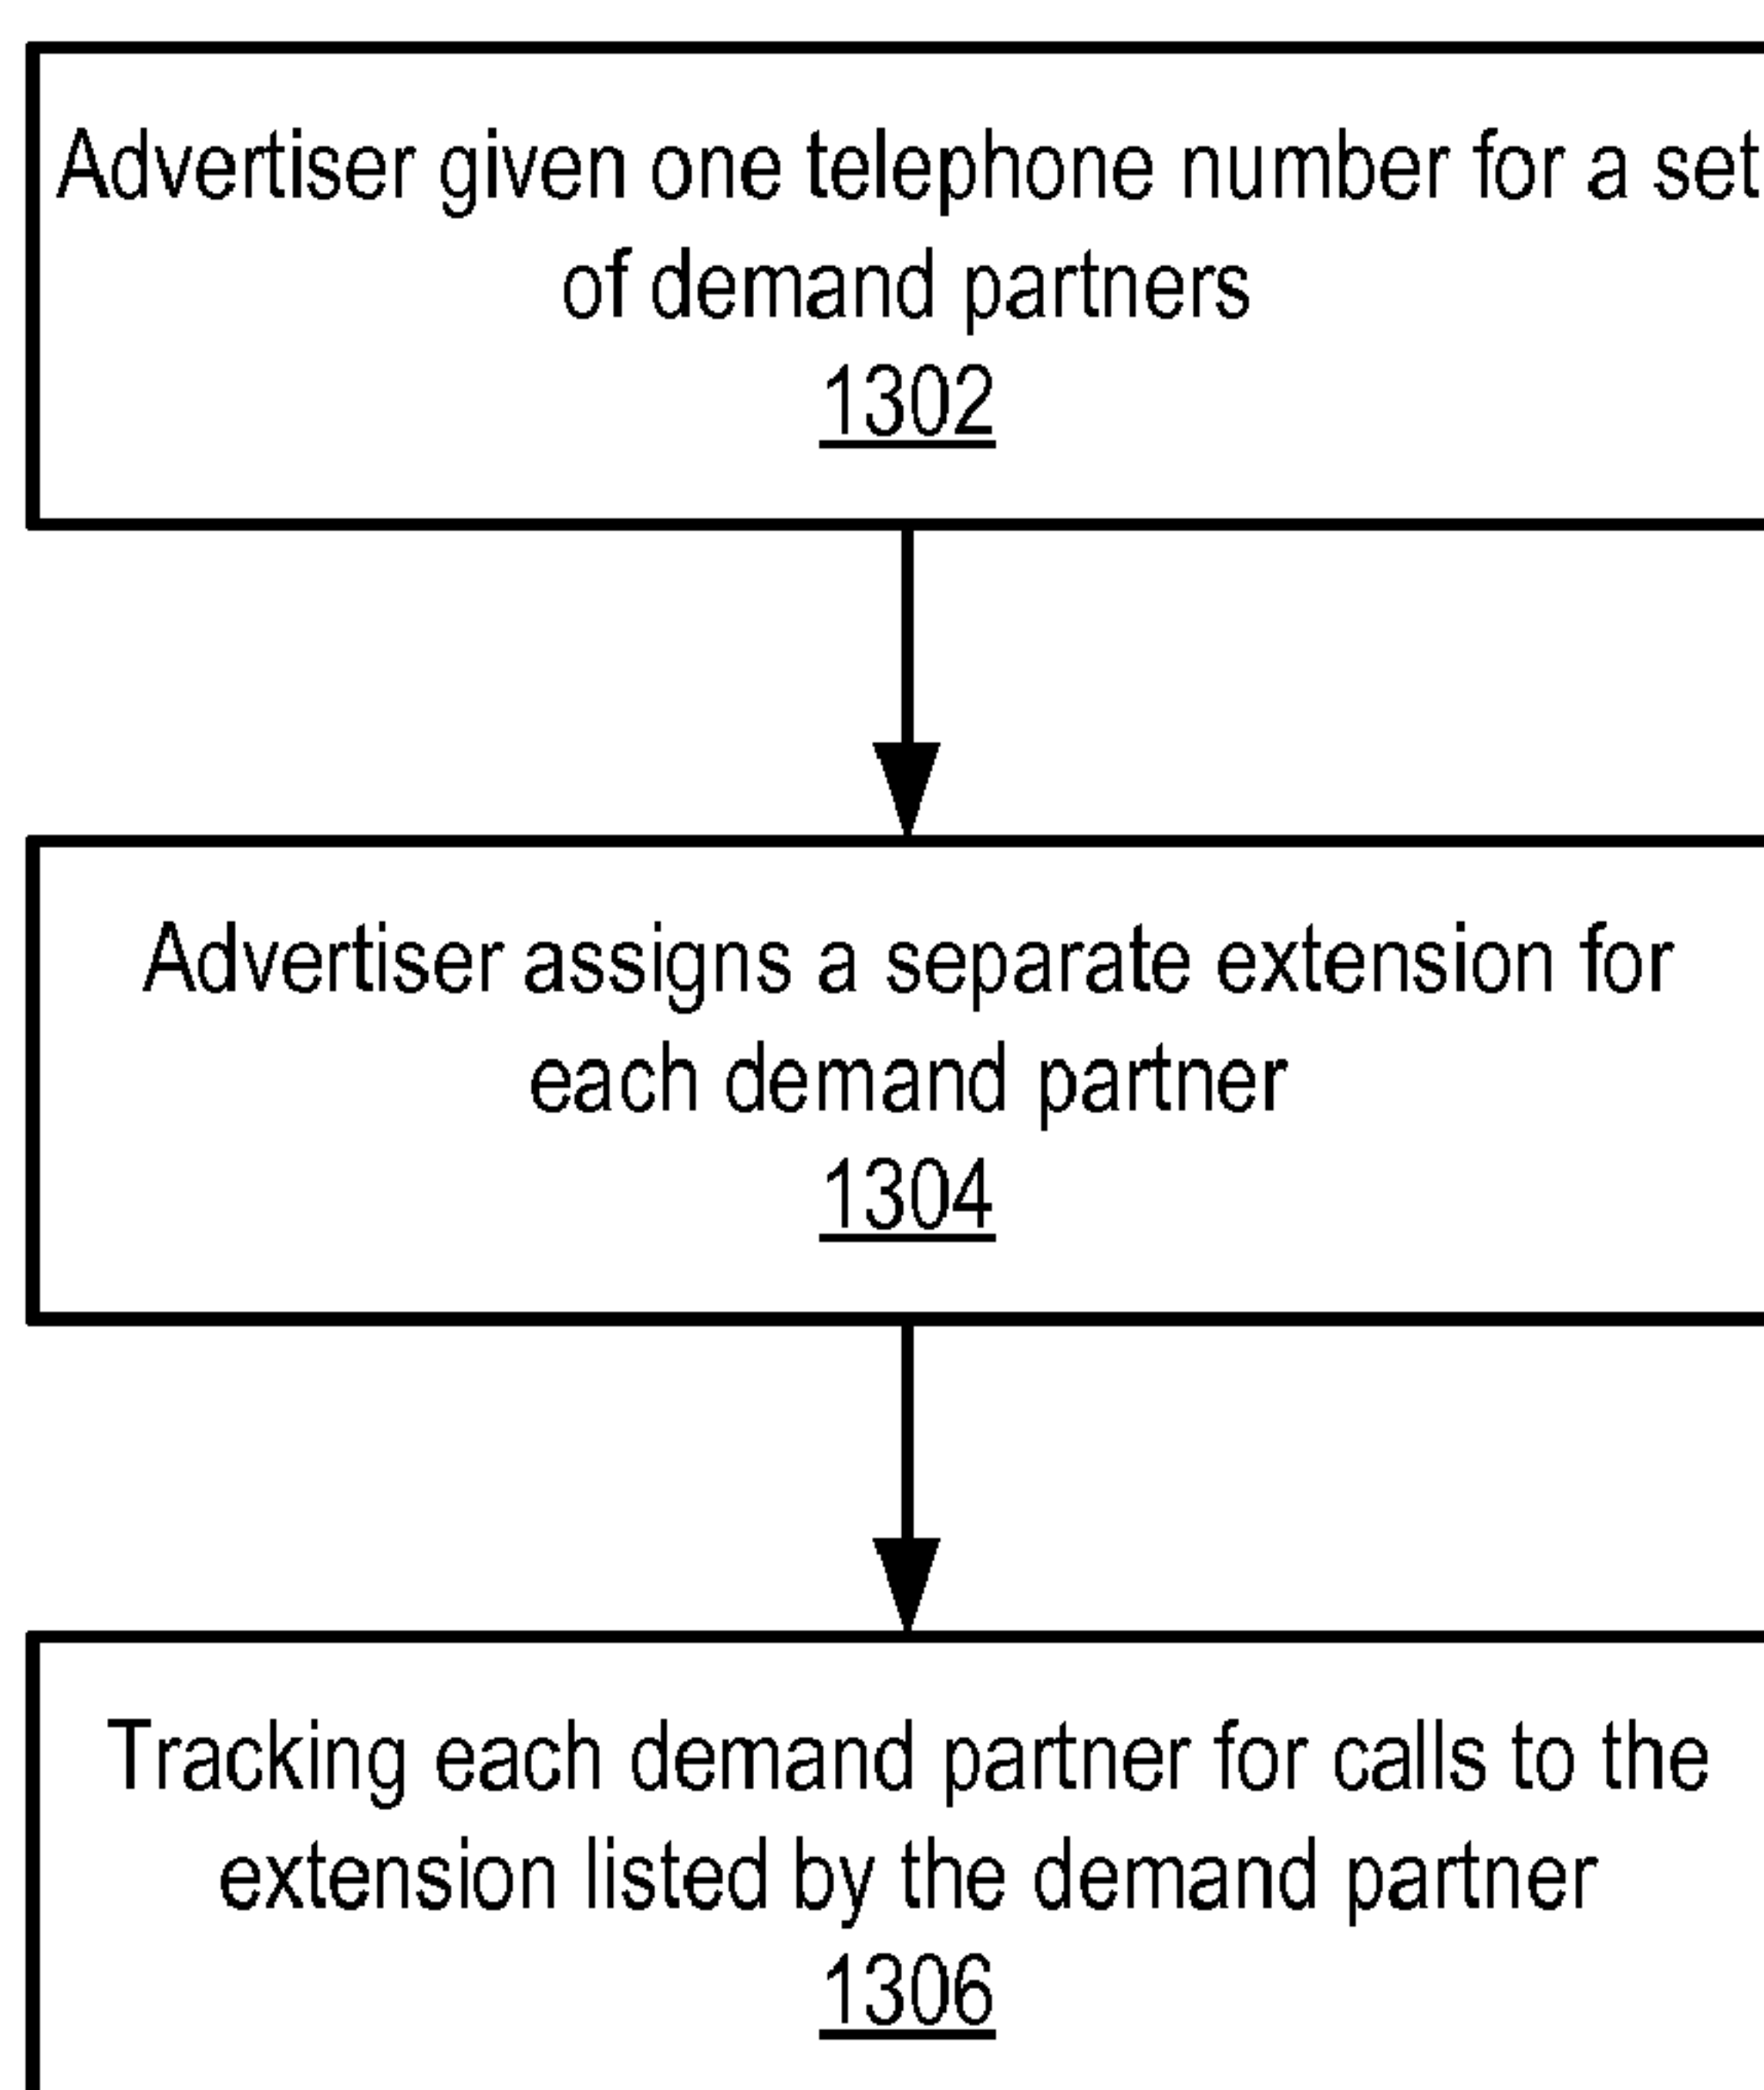 Advertiser given one telephone number for a set
of demand partners
1302
Advertiser assigns a separate extension for
each demand partner
1304
Tracking each demand partner for calls to the
extension listed by the demand partner
1306